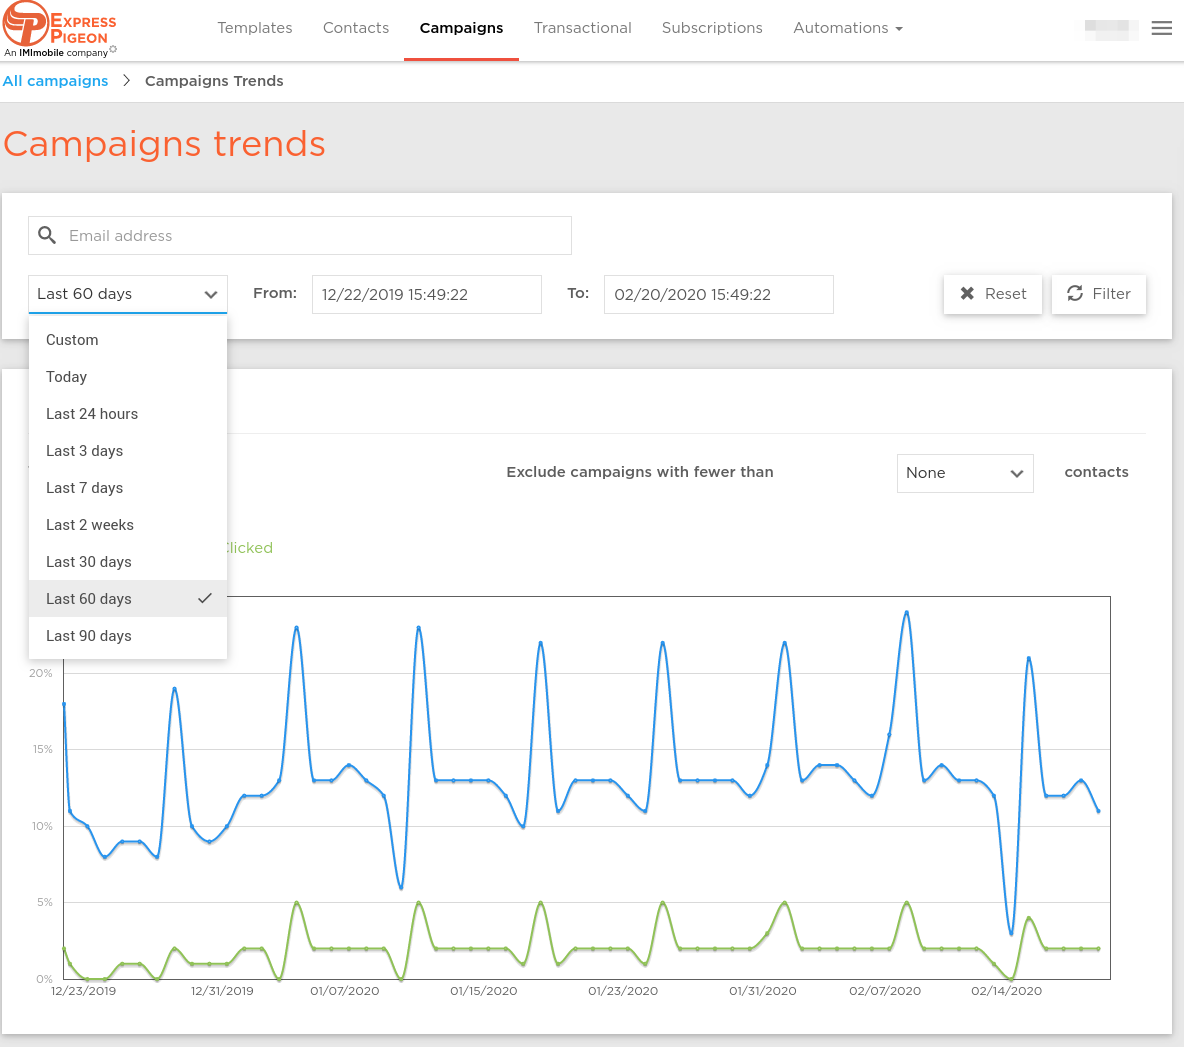 EXPRESS
PIGEON
An IMImobile company
Templates Contacts Campaigns Transactional Subscriptions Automations
All campaigns > Campaigns Trends
Campaigns trends
Email address
Last 60 days From: 12/22/2019 15:49:22 To: 02/20/2020 15:49:22 Reset Filter
Custom
Today
Last 24 hours
Last 3 days
Last 7 days
Last 2 weeks
Last 30 days
Last 60 days
Last 90 days
Exclude campaigns with fewer than None contacts
Clicked
20%
15%
10%
5%
0%
12/23/2019 12/31/2019 01/07/2020 01/15/2020 01/23/2020 01/31/2020 02/07/2020 02/14/2020